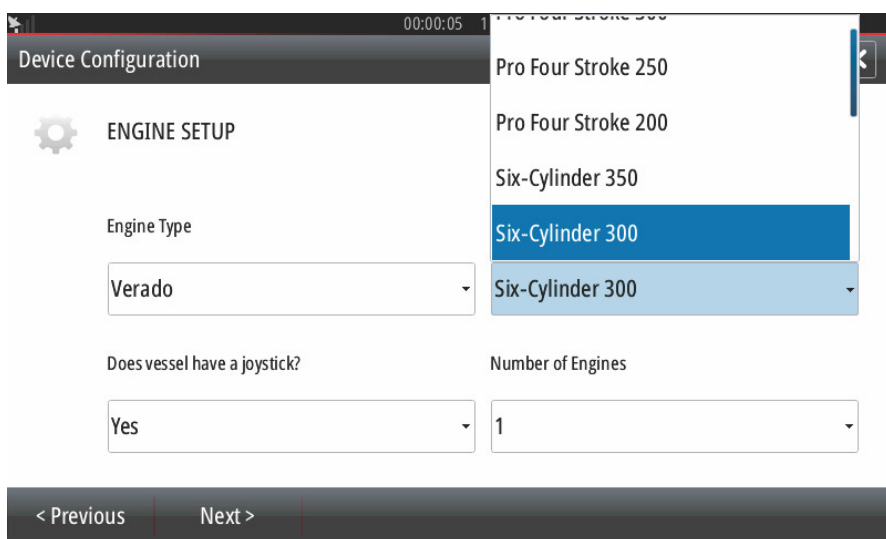 00:00:05 1
Device Configuration
Pro Four Stroke 250
ENGINE SETUP
Pro Four Stroke 200
Six-Cylinder 350
Engine Type
Six-Cylinder 300
Verado
Six-Cylinder 300
Does vessel have a joystick?
Number of Engines
Yes
1
< Previous
Next >